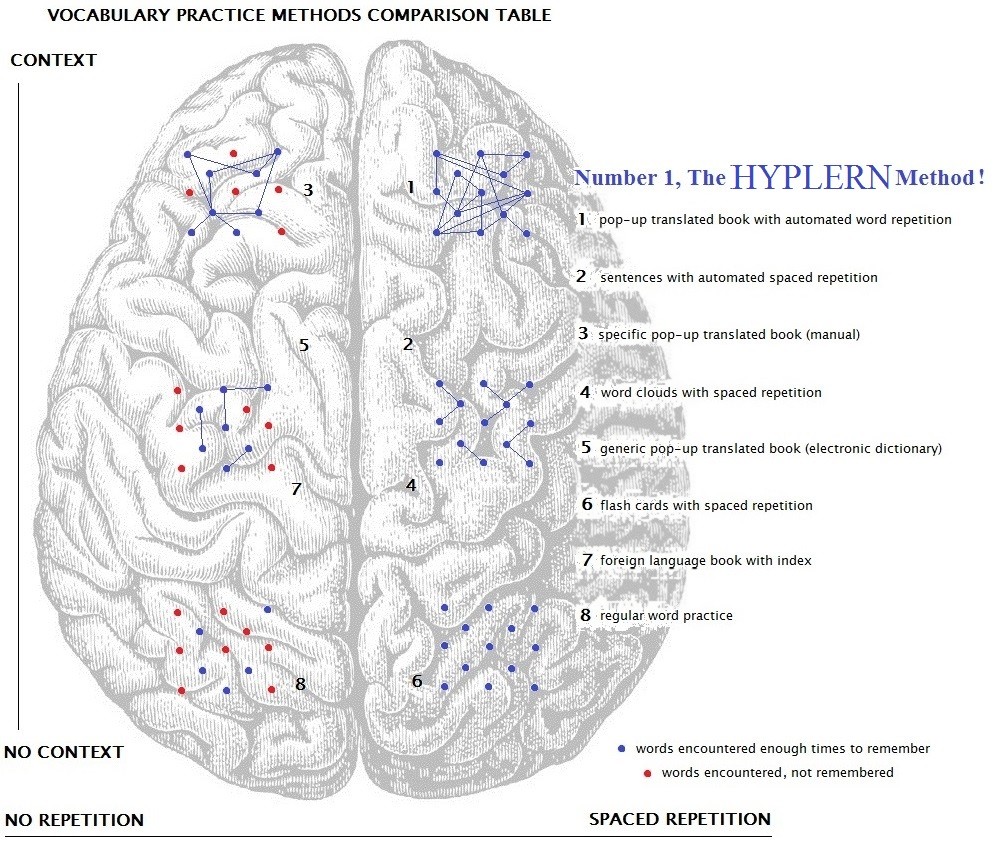 VOCABULARY PRACTICE METHODS COMPARISON TABLE
CONTEXT
3
1
Number 1, The HYPLERN Method!
1 pop-up translated book with automated word repetition
2 sentences with automated spaced repetition
3 specific pop-up translated book (manual)
5
2
4 word clouds with spaced repetition
5 generic pop-up translated book (electronic dictionary)
7
4
6 flash cards with spaced repetition
7 foreign language book with index
8 regular word practice
8
6
NO CONTEXT
words encountered enough times to remember
words encountered, not remembered
NO REPETITION
SPACED REPETITION